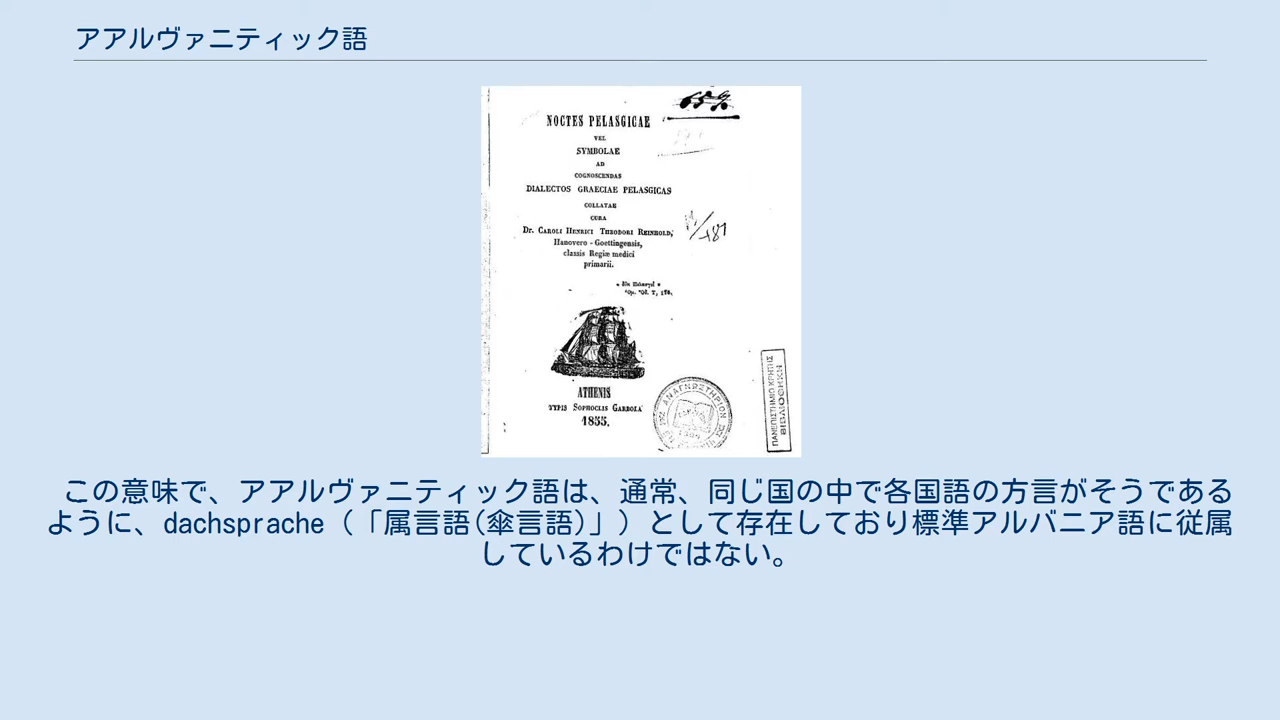 アアルヴァニティック語
65%
NOCTES PELASGICAE
VEL
SYMBOLAE
AD
COGNOSCENDAS
DIALECTOS GRAECIAE PELASGICAS
COLLATAE
CURA
Dr. CAROLI HENRICI THEODORI REINHOLD,
Hanovero - Goettingensis,
classis Regiæ medici
primarii.
ATHENIS
TYPIS SOPHOCLIS GARBOLA
1855.
ΑΝΑΓΝΩΣΤΗΡΙΟΝ
ΠΑΝΕΠΙΣΤΗΜΙΟ ΚΡΗΤΗΣ
ΒΙΒΛΙΟΘΗΚΗ
この意味で、アアルヴァニティック語は、通常、同じ国の中で各国語の方言がそうである
ように、dachsprache（「属言語(傘言語)」）として存在しており標準アルバニア語に従属
しているわけではない。